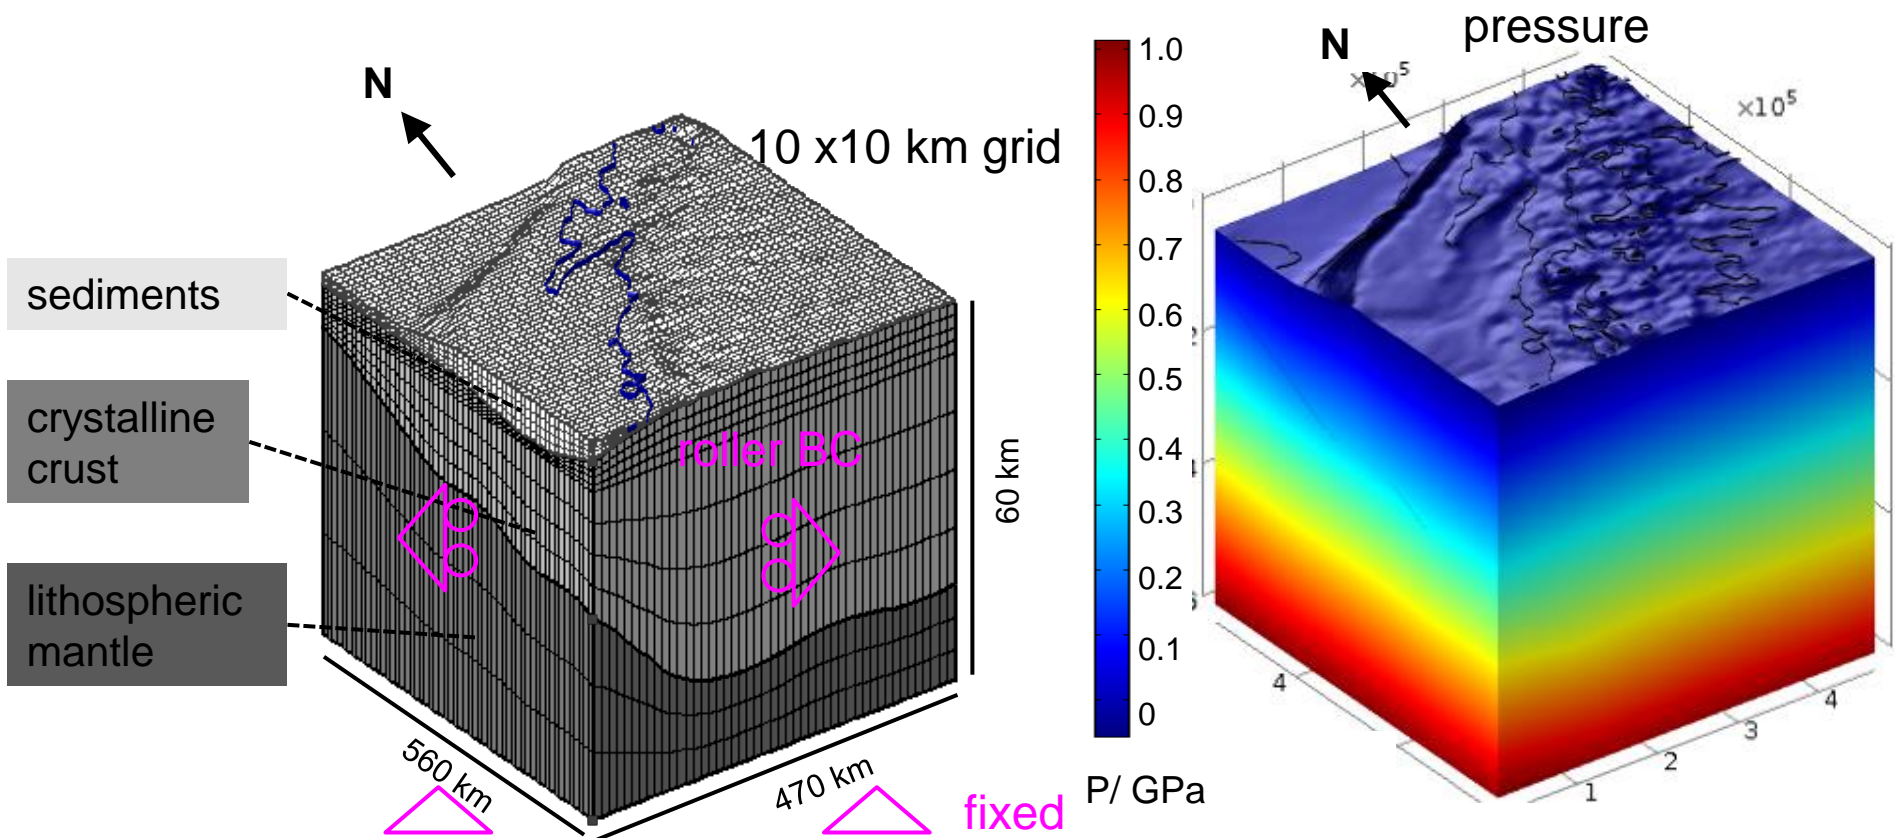 N
10 x10 km grid
sediments
crystalline
crust
lithospheric
mantle
roller BC
60 km
560 km
470 km
fixed
1.0
0.9
0.8
0.7
0.6
0.5
0.4
0.3
0.2
0.1
0
P/ GPa
pressure
N
×10⁵
×10⁵
4
1
2
3
4